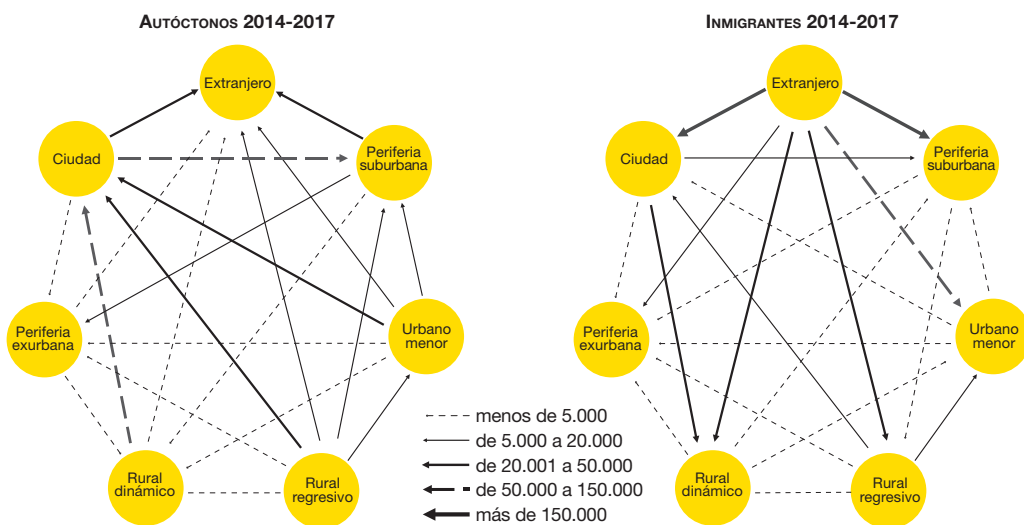 AUTÓCTONOS 2014-2017
Extranjero
Ciudad
Periferia
suburbana
Periferia
exurbana
Urbano
menor
Rural
dinámico
Rural
regresivo
INMIGRANTES 2014-2017
Extranjero
Ciudad
Periferia
suburbana
Periferia
exurbana
Urbano
menor
Rural
dinámico
Rural
regresivo
menos de 5.000
de 5.000 a 20.000
de 20.001 a 50.000
de 50.000 a 150.000
más de 150.000